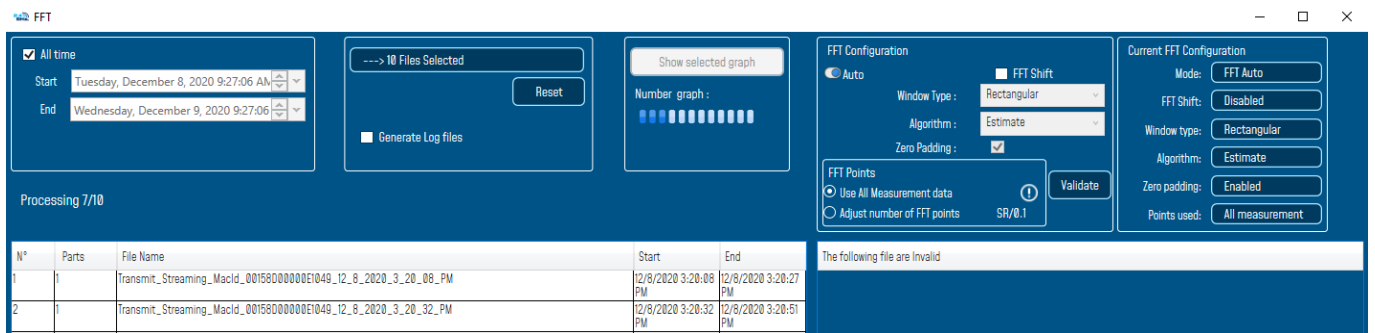 FFT
All time
Start Tuesday, December 8, 2020 9:27:06 AM
End Wednesday, December 9, 2020 9:27:06
---> 10 Files Selected
Reset
Generate Log files
Show selected graph
Number graph :
Processing 7/10
FFT Configuration
Auto
FFT Shift
Window Type : Rectangular
Algorithm : Estimate
Zero Padding :
FFT Points
Use All Measurement data
Adjust number of FFT points SR/0.1
Validate
Current FFT Configuration
Mode: FFT Auto
FFT Shift: Disabled
Window type: Rectangular
Algorithm: Estimate
Zero padding: Enabled
Points used: All measurement
N° Parts File Name Start End
1 1 Transmit_Streaming_MacId_00158D00000E1049_12_8_2020_3_20_08_PM 12/8/2020 3:20:08 PM 12/8/2020 3:20:27 PM
2 1 Transmit_Streaming_MacId_00158D00000E1049_12_8_2020_3_20_32_PM 12/8/2020 3:20:32 PM 12/8/2020 3:20:51 PM
The following file are Invalid